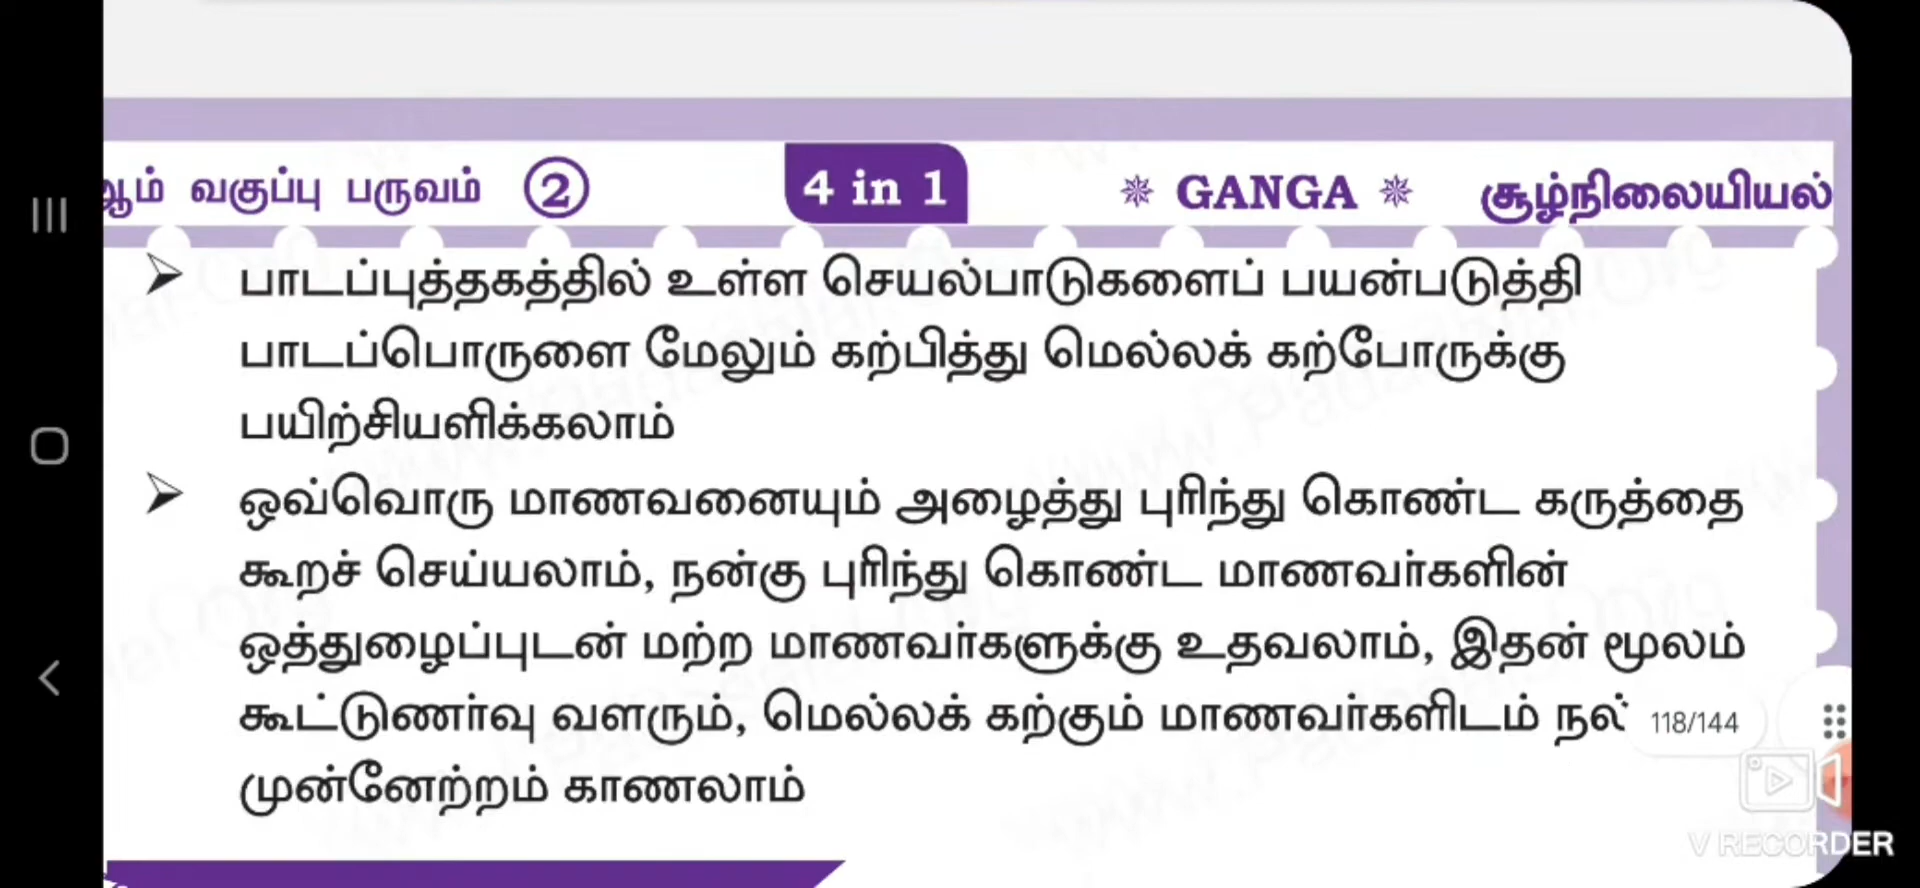 ஆம் வகுப்பு பருவம் 2 4 in 1 GANGA சூழ்நிலையியல்
➢ பாடப்புத்தகத்தில் உள்ள செயல்பாடுகளைப் பயன்படுத்தி
பாடப்பொருளை மேலும் கற்பித்து மெல்லக் கற்போருக்கு
பயிற்சியளிக்கலாம்
➢ ஒவ்வொரு மாணவனையும் அழைத்து புரிந்து கொண்ட கருத்தை
கூறச் செய்யலாம், நன்கு புரிந்து கொண்ட மாணவர்களின்
ஒத்துழைப்புடன் மற்ற மாணவர்களுக்கு உதவலாம், இதன் மூலம்
கூட்டுணர்வு வளரும், மெல்லக் கற்கும் மாணவர்களிடம் நல்
118/144
முன்னேற்றம் காணலாம்
V RECORDER